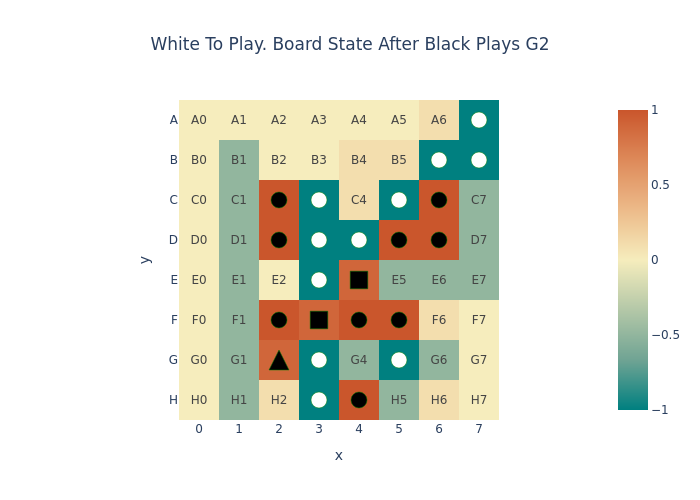 White To Play. Board State After Black Plays G2
A A0 A1 A2 A3 A4 A5 A6
B B0 B1 B2 B3 B4 B5
C C0 C1 C4 C7
D D0 D1 D7
E E0 E1 E2 E5 E6 E7
F F0 F1 F6 F7
G G0 G1 G4 G6 G7
H H0 H1 H2 H5 H6 H7
0 1 2 3 4 5 6 7
x
y
1
0.5
0
−0.5
−1